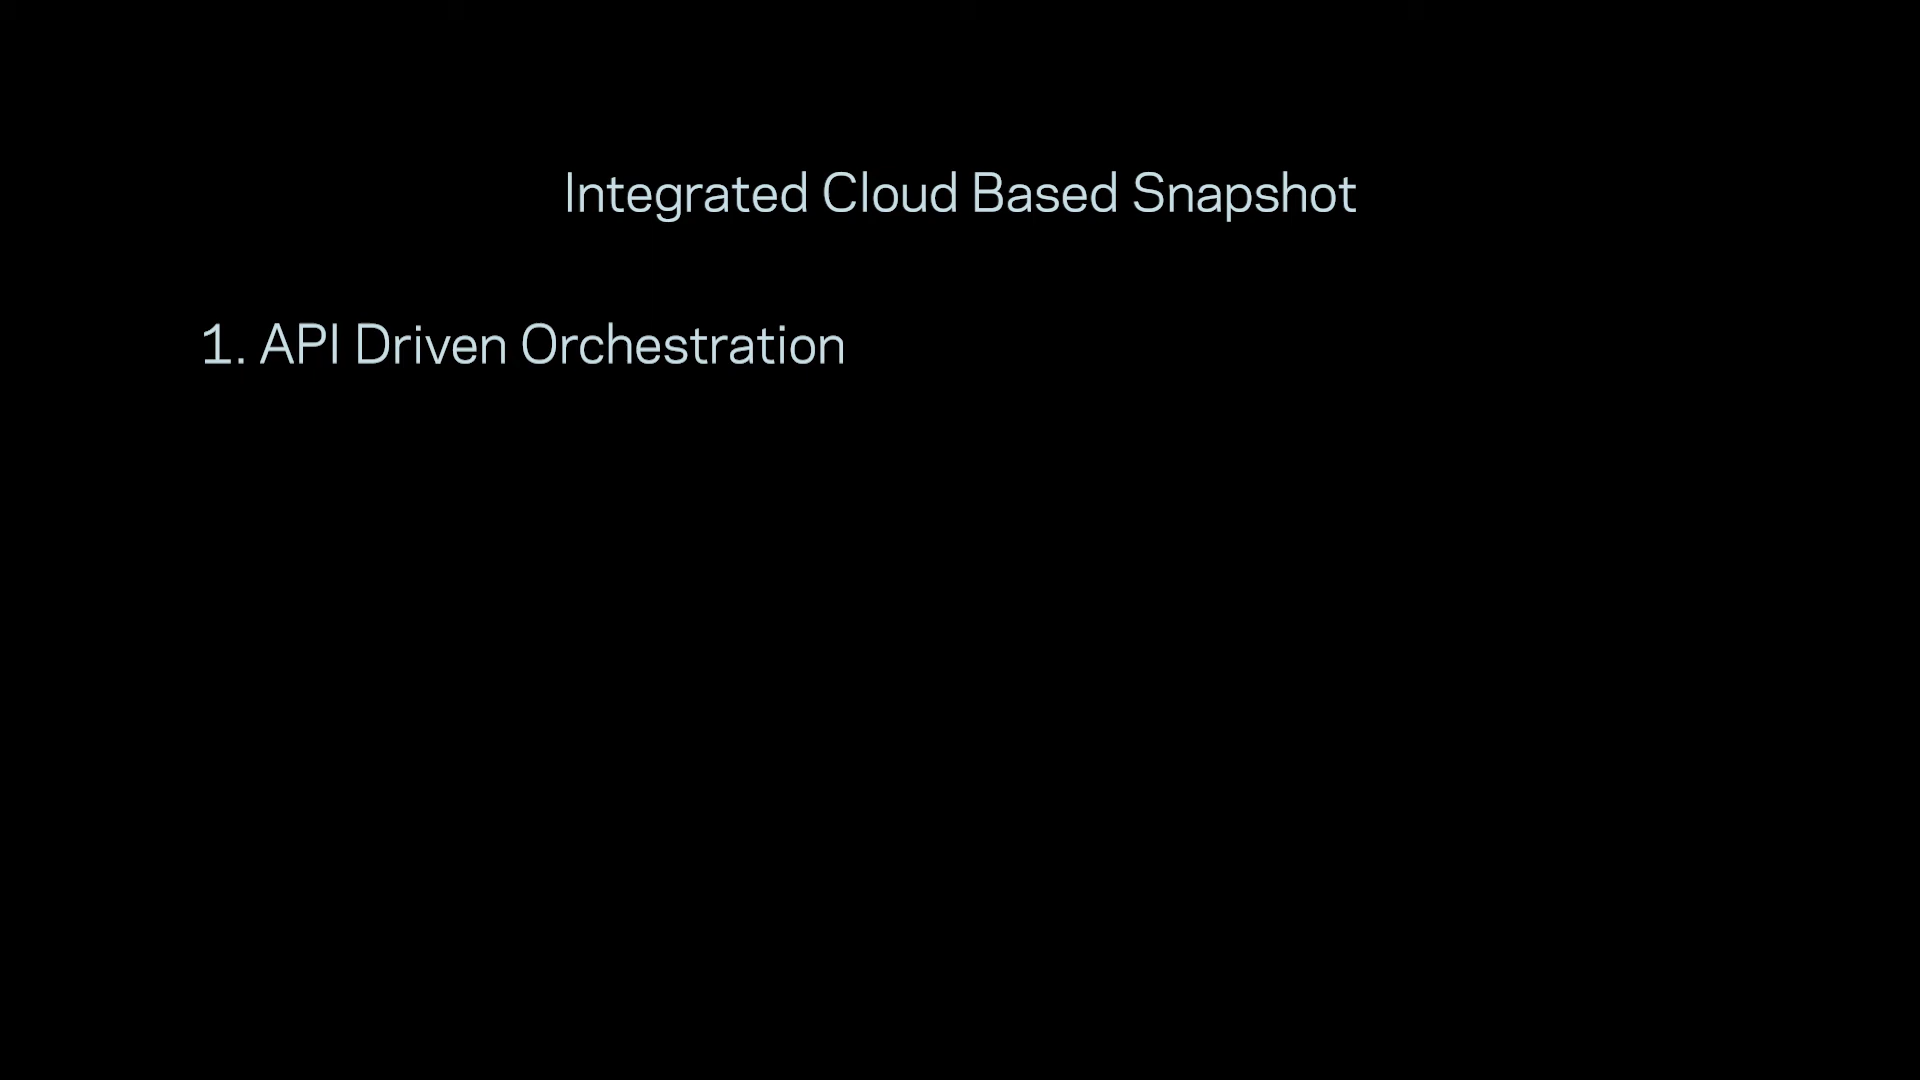 Integrated Cloud Based Snapshot
1. API Driven Orchestration